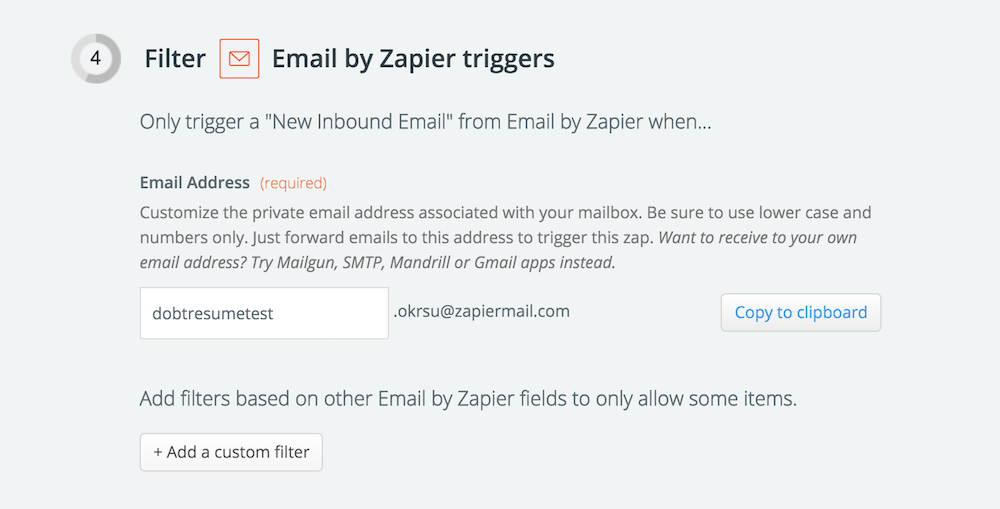 4 Filter Email by Zapier triggers
Only trigger a "New Inbound Email" from Email by Zapier when...
Email Address (required)
Customize the private email address associated with your mailbox. Be sure to use lower case and
numbers only. Just forward emails to this address to trigger this zap. Want to receive to your own
email address? Try Mailgun, SMTP, Mandrill or Gmail apps instead.
dobtresumetest .okrsu@zapiermail.com Copy to clipboard
Add filters based on other Email by Zapier fields to only allow some items.
+ Add a custom filter